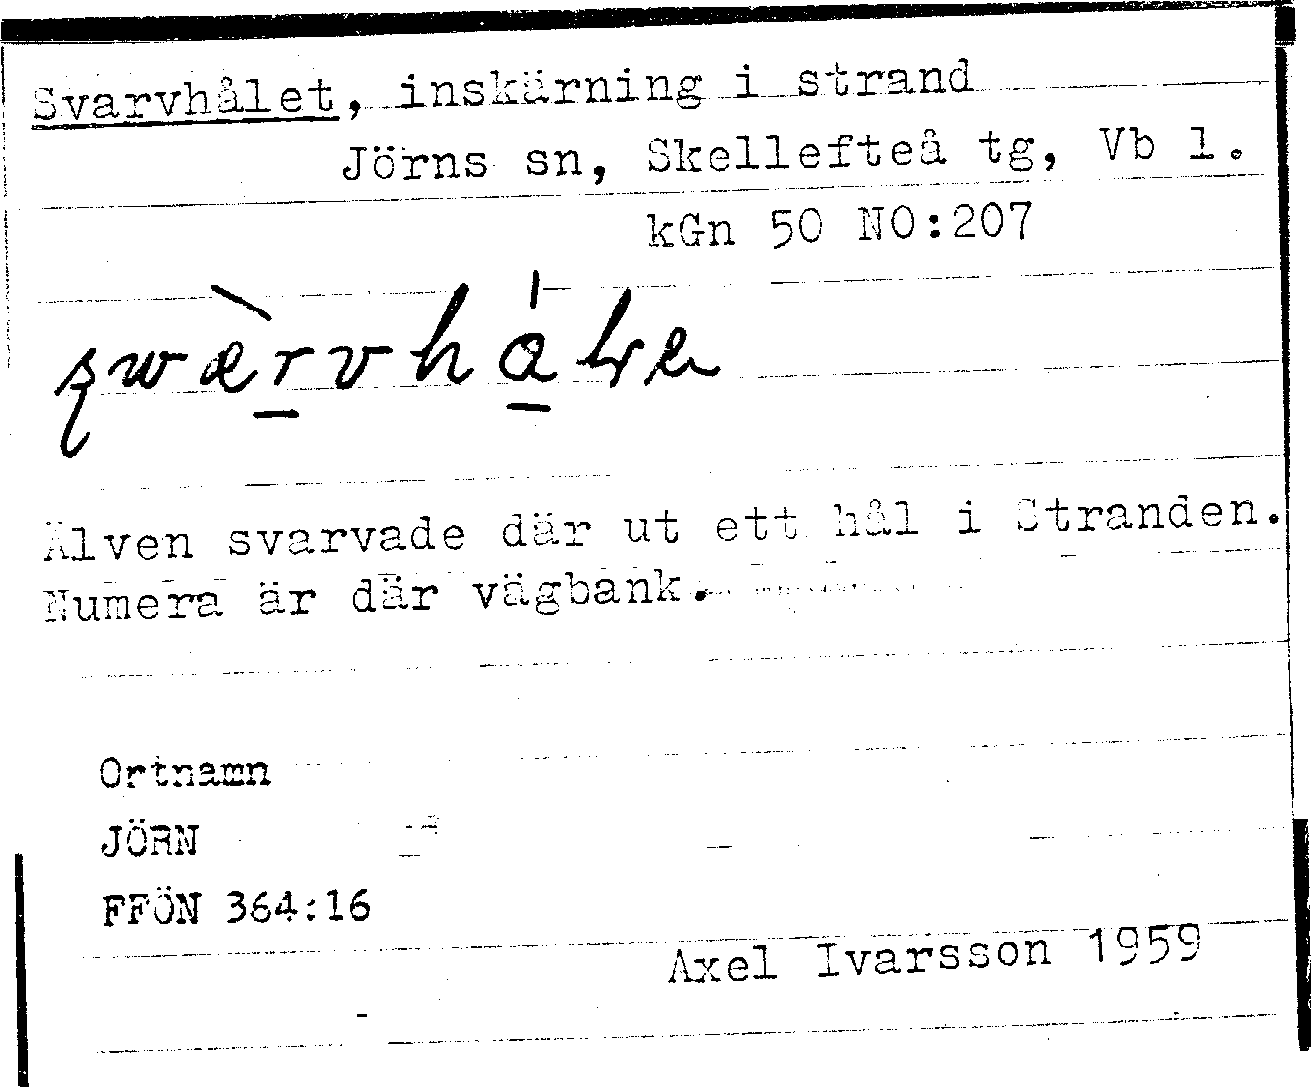 Svarvhålet, inskärning i strand
Jörns sn, Skellefteå tg, Vb l.
kGn 50 NO:207
Älven svarvade där ut ett hål i Stranden.
Numera är där vägbank.
Ortnamn
JÖRN
FFÖN 364:16
Axel Ivarsson 1959